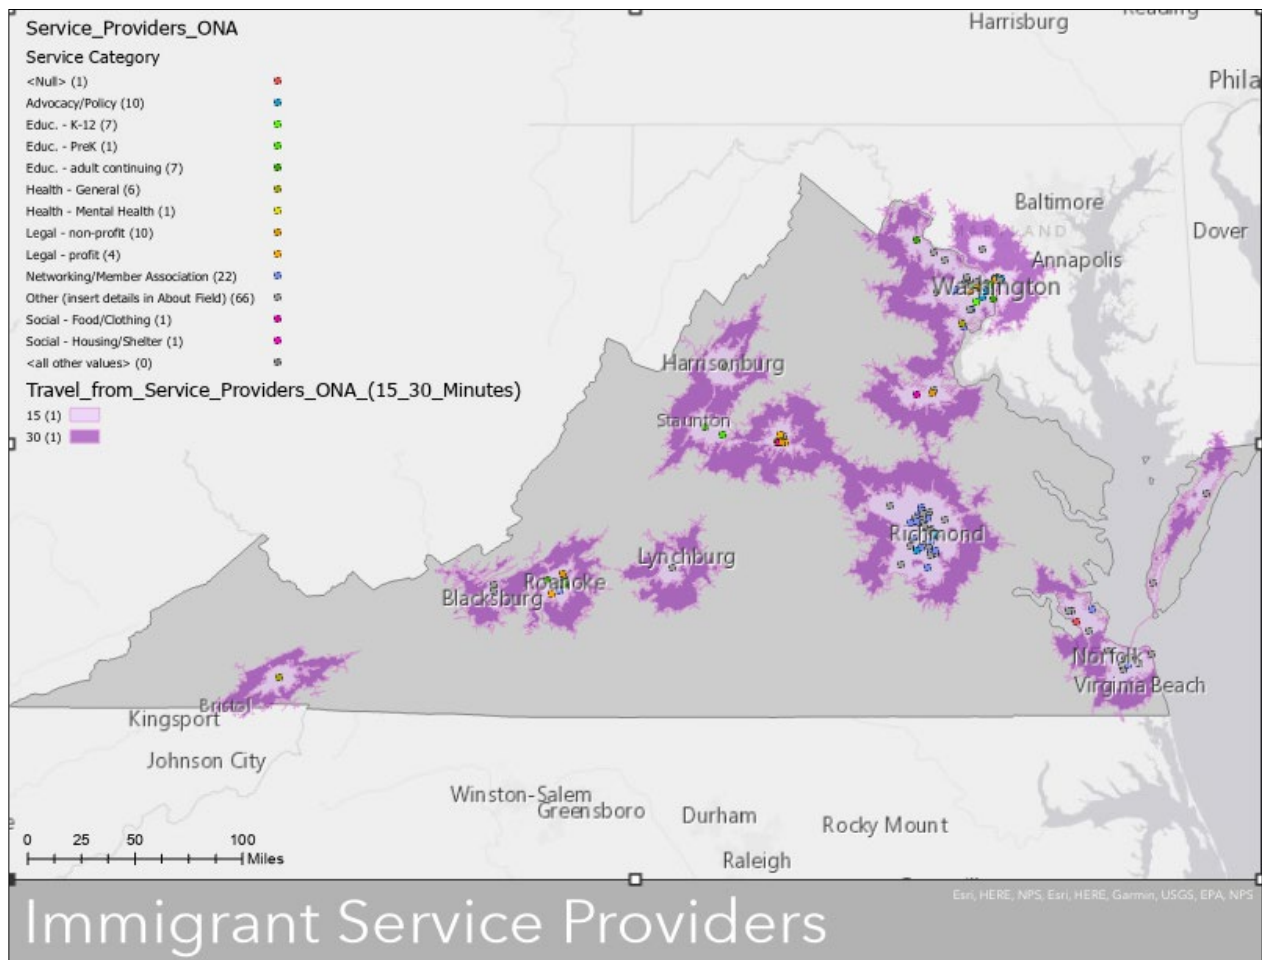 Service_Providers_ONA
Service Category
<Null> (1)
Advocacy/Policy (10)
Educ. - K-12 (7)
Educ. - PreK (1)
Educ. - adult continuing (7)
Health - General (6)
Health - Mental Health (1)
Legal - non-profit (10)
Legal - profit (4)
Networking/Member Association (22)
Other (insert details in About Field) (66)
Social - Food/Clothing (1)
Social - Housing/Shelter (1)
<all other values> (0)
Travel_from_Service_Providers_ONA_(15_30_Minutes)
15 (1)
30 (1)
Harrisburg
Phila
Baltimore
MARYLAND
Dover
Annapolis
Washington
Harrisonburg
Staunton
Richmond
Lynchburg
Roanoke
Blacksburg
Norfolk
Virginia Beach
Bristol
Kingsport
Johnson City
Winston-Salem
Greensboro
Durham
Rocky Mount
Raleigh
0 25 50 100
Miles
Esri, HERE, NPS, Esri, HERE, Garmin, USGS, EPA, NPS
Immigrant Service Providers